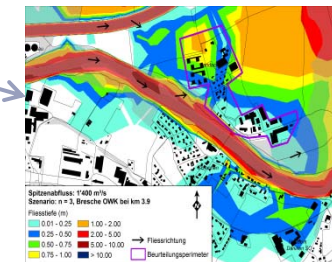 Spitzenabfluss: 1'400 m³/s
Szenario: n = 3, Bresche OWK bei km 3.9
Fliesstiefe (m)
0.01 - 0.25 1.00 - 2.00
0.25 - 0.50 2.00 - 5.00
0.50 - 0.75 5.00 - 10.00 Fliessrichtung
0.75 - 1.00 > 10.00 Beurteilungsperimeter
N